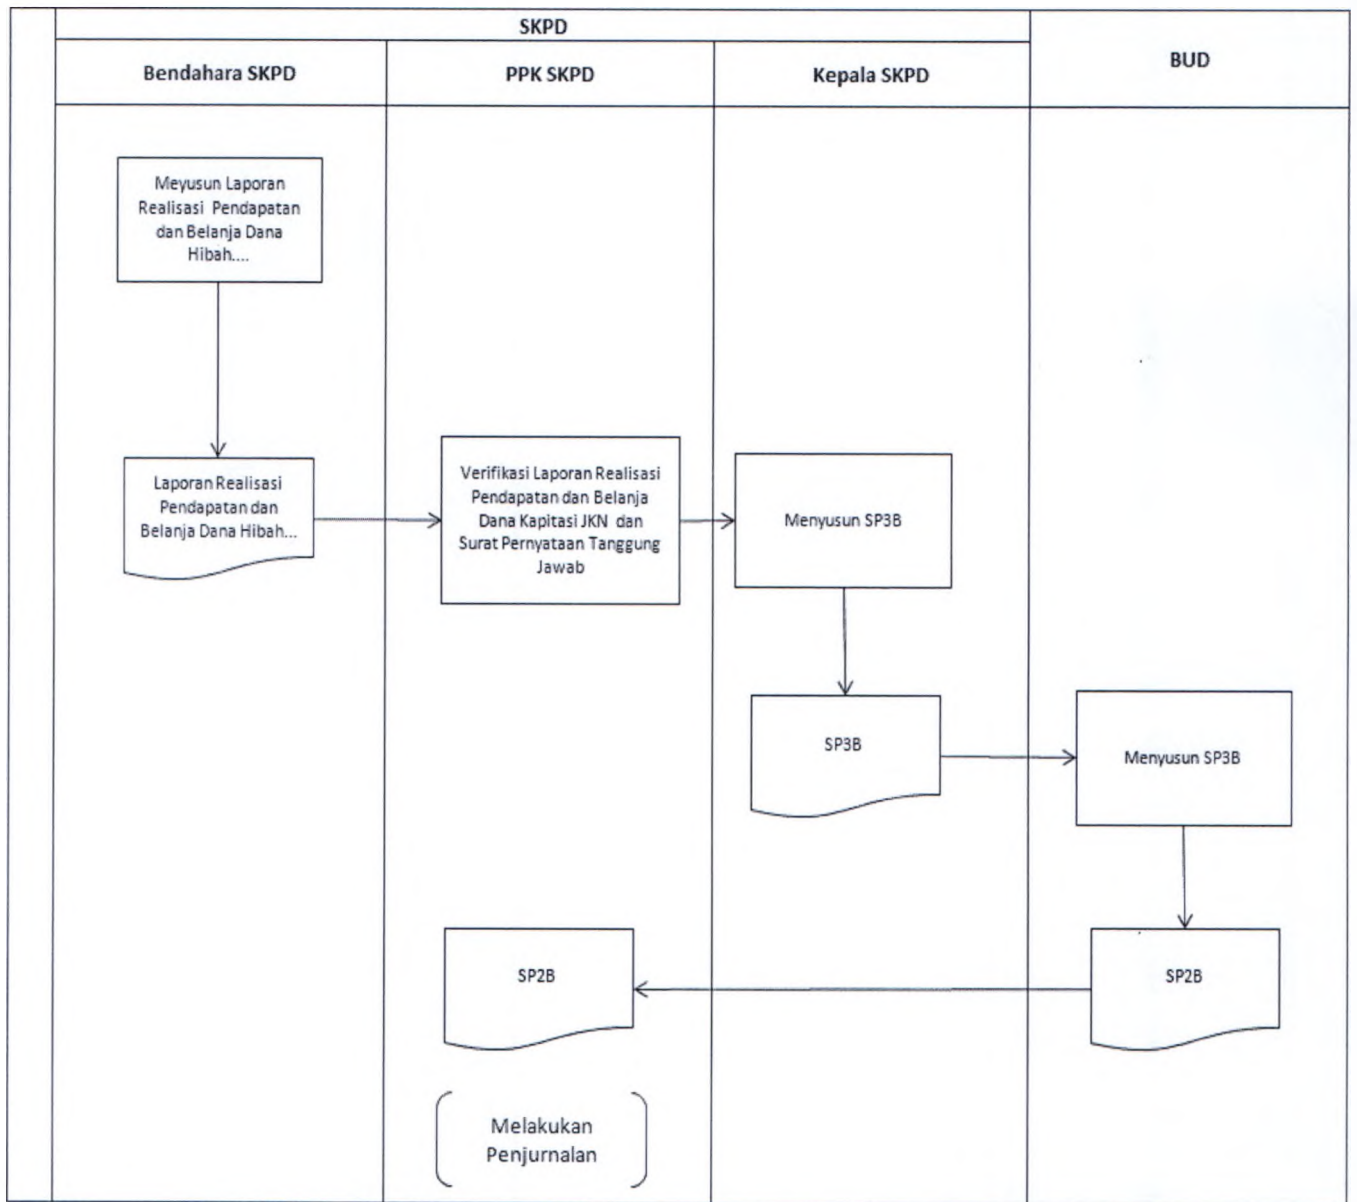 SKPD
BUD
Bendahara SKPD
PPK SKPD
Kepala SKPD
Meyusun Laporan
Realisasi Pendapatan
dan Belanja Dana
Hibah....
Laporan Realisasi
Pendapatan dan
Belanja Dana Hibah...
Verifikasi Laporan Realisasi
Pendapatan dan Belanja
Dana Kapitasi JKN dan
Surat Pernyataan Tanggung
Jawab
Menyusun SP3B
SP3B
Menyusun SP3B
SP2B
SP2B
Melakukan
Penjurnalan